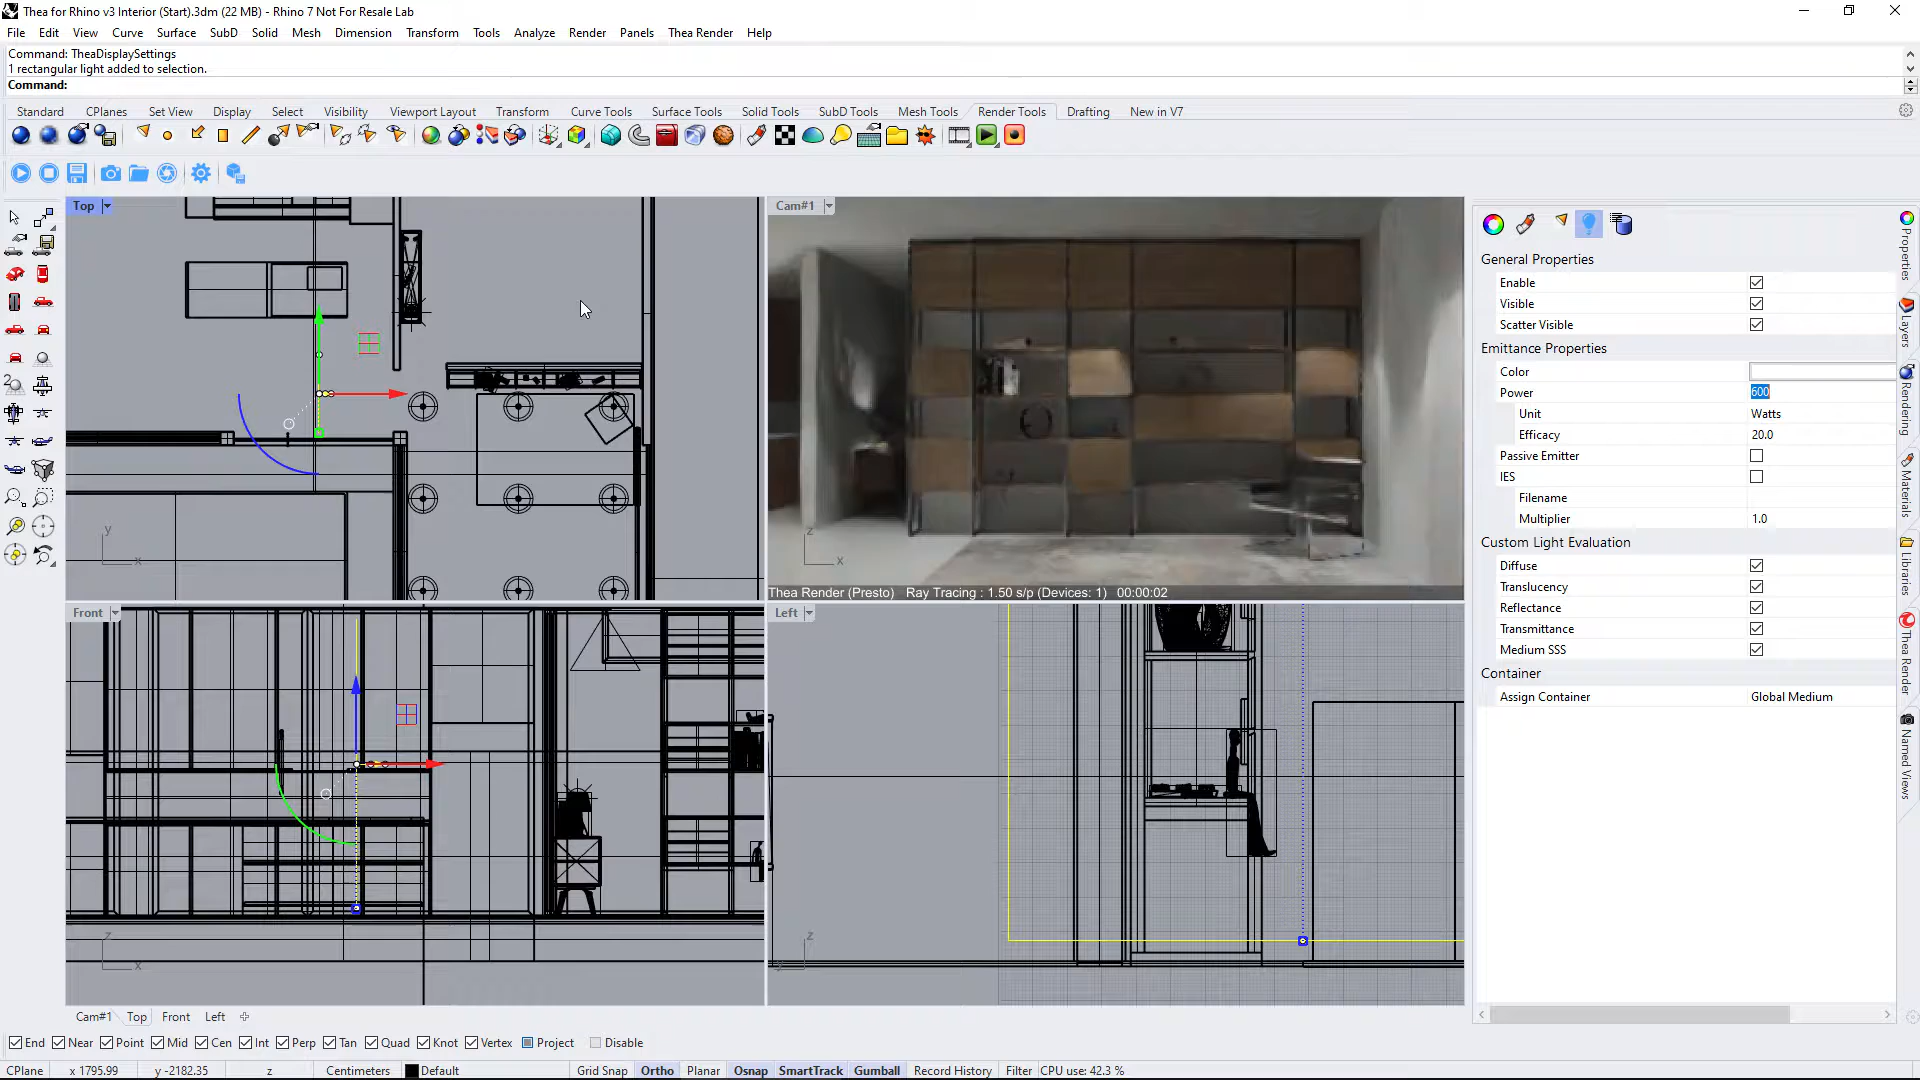 Thea for Rhino v3 Interior (Start).3dm (22 MB) - Rhino 7 Not For Resale Lab
File Edit View Curve Surface SubD Solid Mesh Dimension Transform Tools Analyze Render Panels Thea Render Help
Command: TheaDisplaySettings
1 rectangular light added to selection.
Command:
Standard CPlanes Set View Display Select Visibility Viewport Layout Transform Curve Tools Surface Tools Solid Tools SubD Tools Mesh Tools Render Tools Drafting New in V7
Top
y
x
Cam#1
z
x
Thea Render (Presto) Ray Tracing : 1.50 s/p (Devices: 1) 00:00:02
Front
z
x
Left
z
General Properties
Enable
Visible
Scatter Visible
Emittance Properties
Color
Power 600
Unit Watts
Efficacy 20.0
Passive Emitter
IES
Filename
Multiplier 1.0
Custom Light Evaluation
Diffuse
Translucency
Reflectance
Transmittance
Medium SSS
Container
Assign Container Global Medium
Properties
Layers
Rendering
Materials
Libraries
Thea Render
Named Views
Cam#1 Top Front Left
End Near Point Mid Cen Int Perp Tan Quad Knot Vertex Project Disable
CPlane x 1795.99 y -2182.35 z Centimeters Default Grid Snap Ortho Planar Osnap SmartTrack Gumball Record History Filter CPU use: 42.3 %